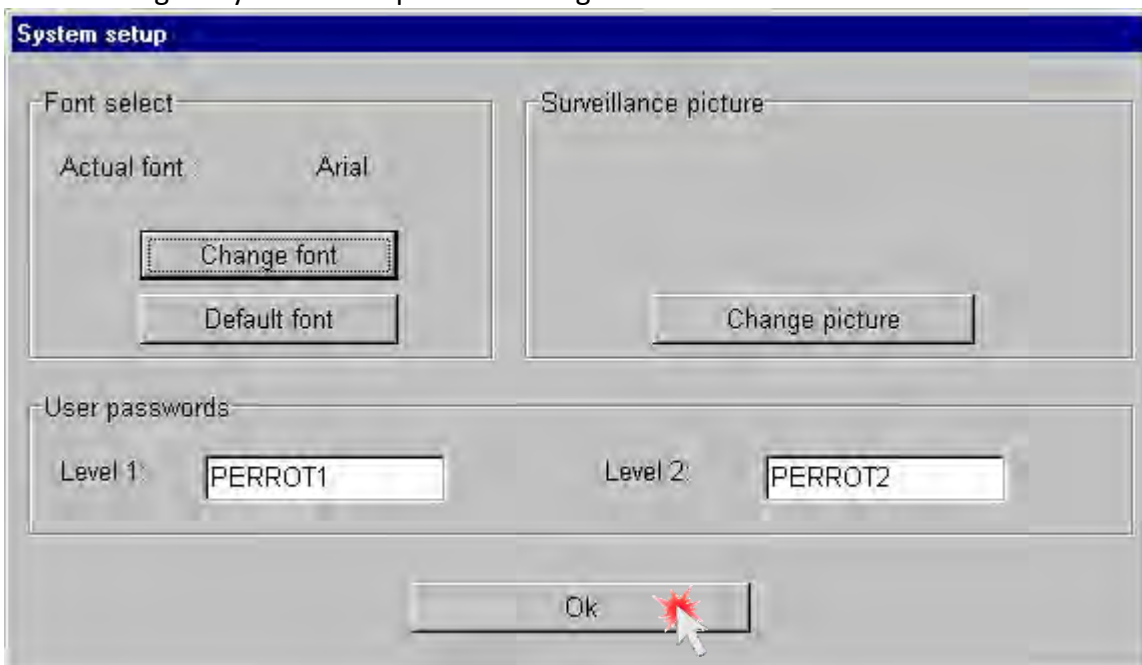 System setup
Font select
Actual font : Arial
Change font
Default font
Surveillance picture
Change picture
User passwords
Level 1: PERROT1
Level 2: PERROT2
Ok